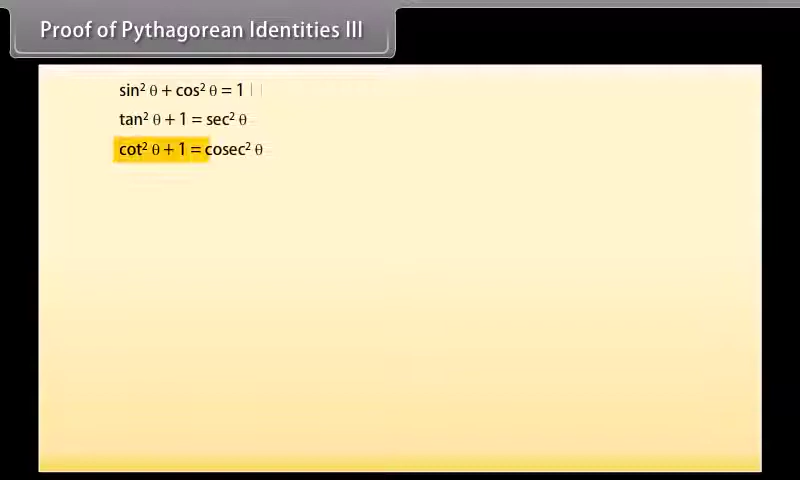 Proof of Pythagorean Identities III
sin² θ + cos² θ = 1
tan² θ + 1 = sec² θ
cot² θ + 1 = cosec² θ